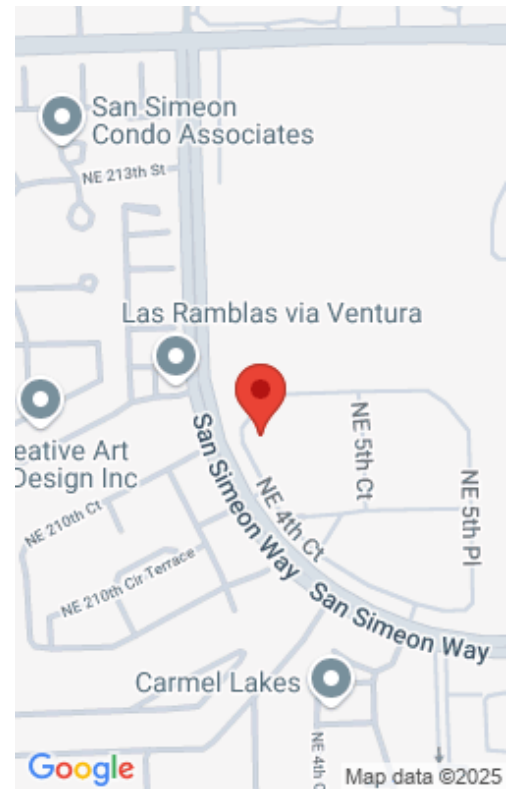 San Simeon
Condo Associates
NE 213th St
Las Ramblas via Ventura
eative Art
Design Inc
San Simeon Way
NE 4th Ct
NE 5th Ct
NE 5th Pl
NE 210th Ct
NE 210th Cir Terrace
San Simeon Way
Carmel Lakes
NE 4th C
Google
Map data ©2025